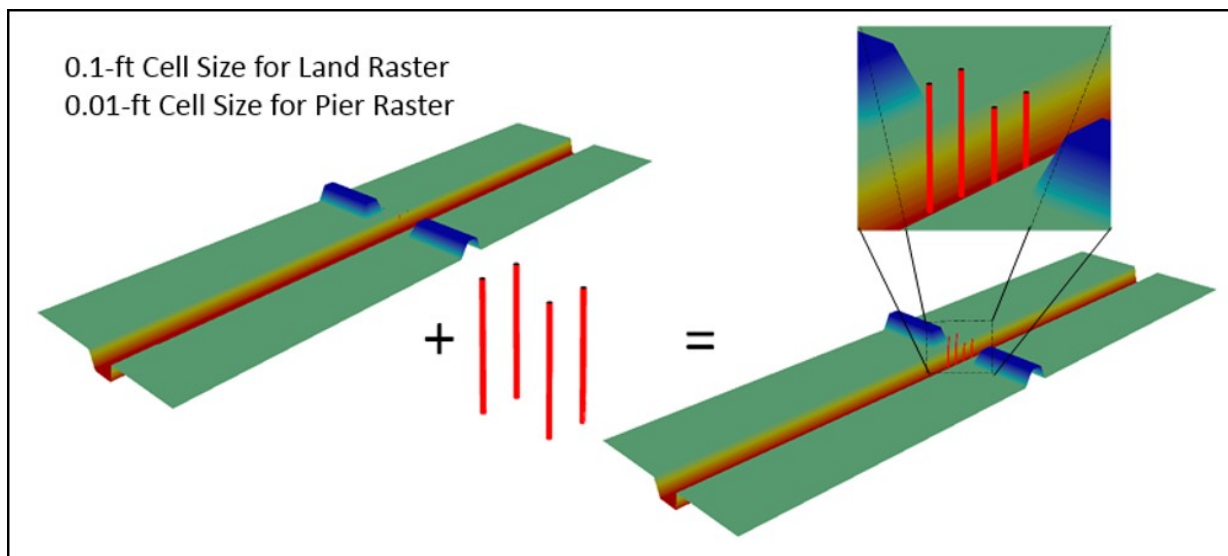 0.1-ft Cell Size for Land Raster
0.01-ft Cell Size for Pier Raster
+
=